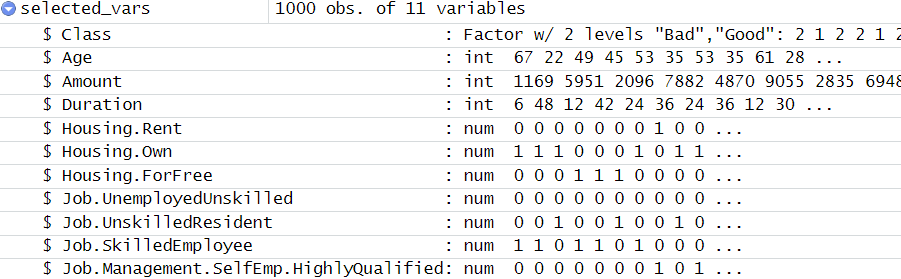 selected_vars 1000 obs. of 11 variables
$ Class : Factor w/ 2 levels "Bad","Good": 2 1 2 2 1 2
$ Age : int 67 22 49 45 53 35 53 35 61 28 ...
$ Amount : int 1169 5951 2096 7882 4870 9055 2835 6948
$ Duration : int 6 48 12 42 24 36 24 36 12 30 ...
$ Housing.Rent : num 0 0 0 0 0 0 0 1 0 0 ...
$ Housing.Own : num 1 1 1 0 0 0 1 0 1 1 ...
$ Housing.ForFree : num 0 0 0 1 1 1 0 0 0 0 ...
$ Job.UnemployedUnskilled : num 0 0 0 0 0 0 0 0 0 0 ...
$ Job.UnskilledResident : num 0 0 1 0 0 1 0 0 1 0 ...
$ Job.SkilledEmployee : num 1 1 0 1 1 0 1 0 0 0 ...
$ Job.Management.SelfEmp.HighlyQualified: num 0 0 0 0 0 0 0 1 0 1 ...